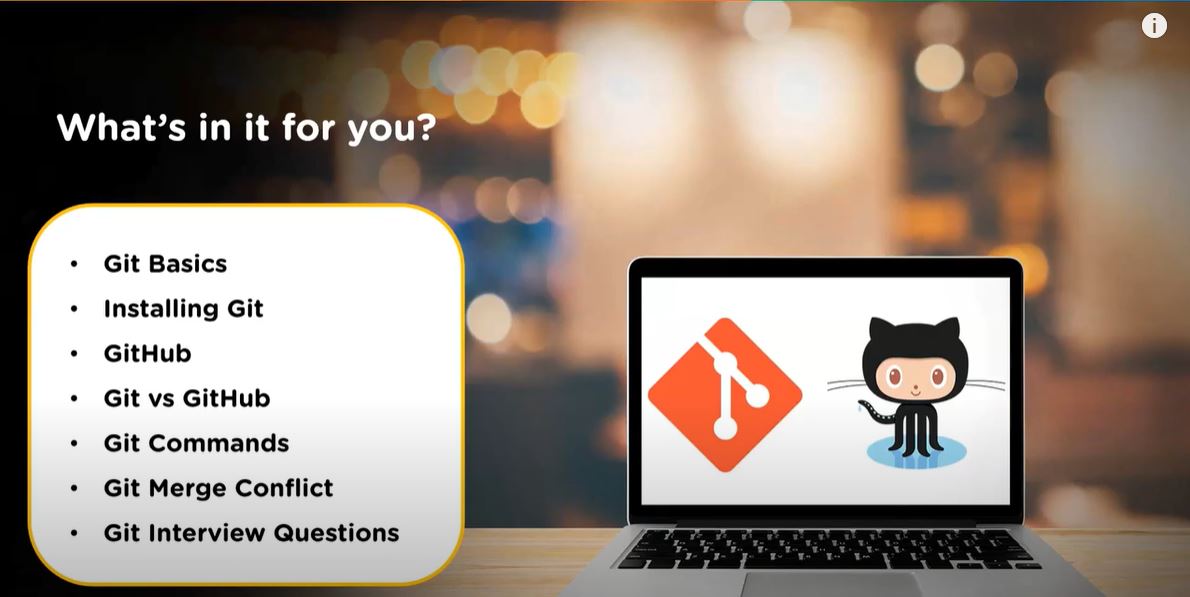 What's in it for you?
• Git Basics
• Installing Git
• GitHub
• Git vs GitHub
• Git Commands
• Git Merge Conflict
• Git Interview Questions